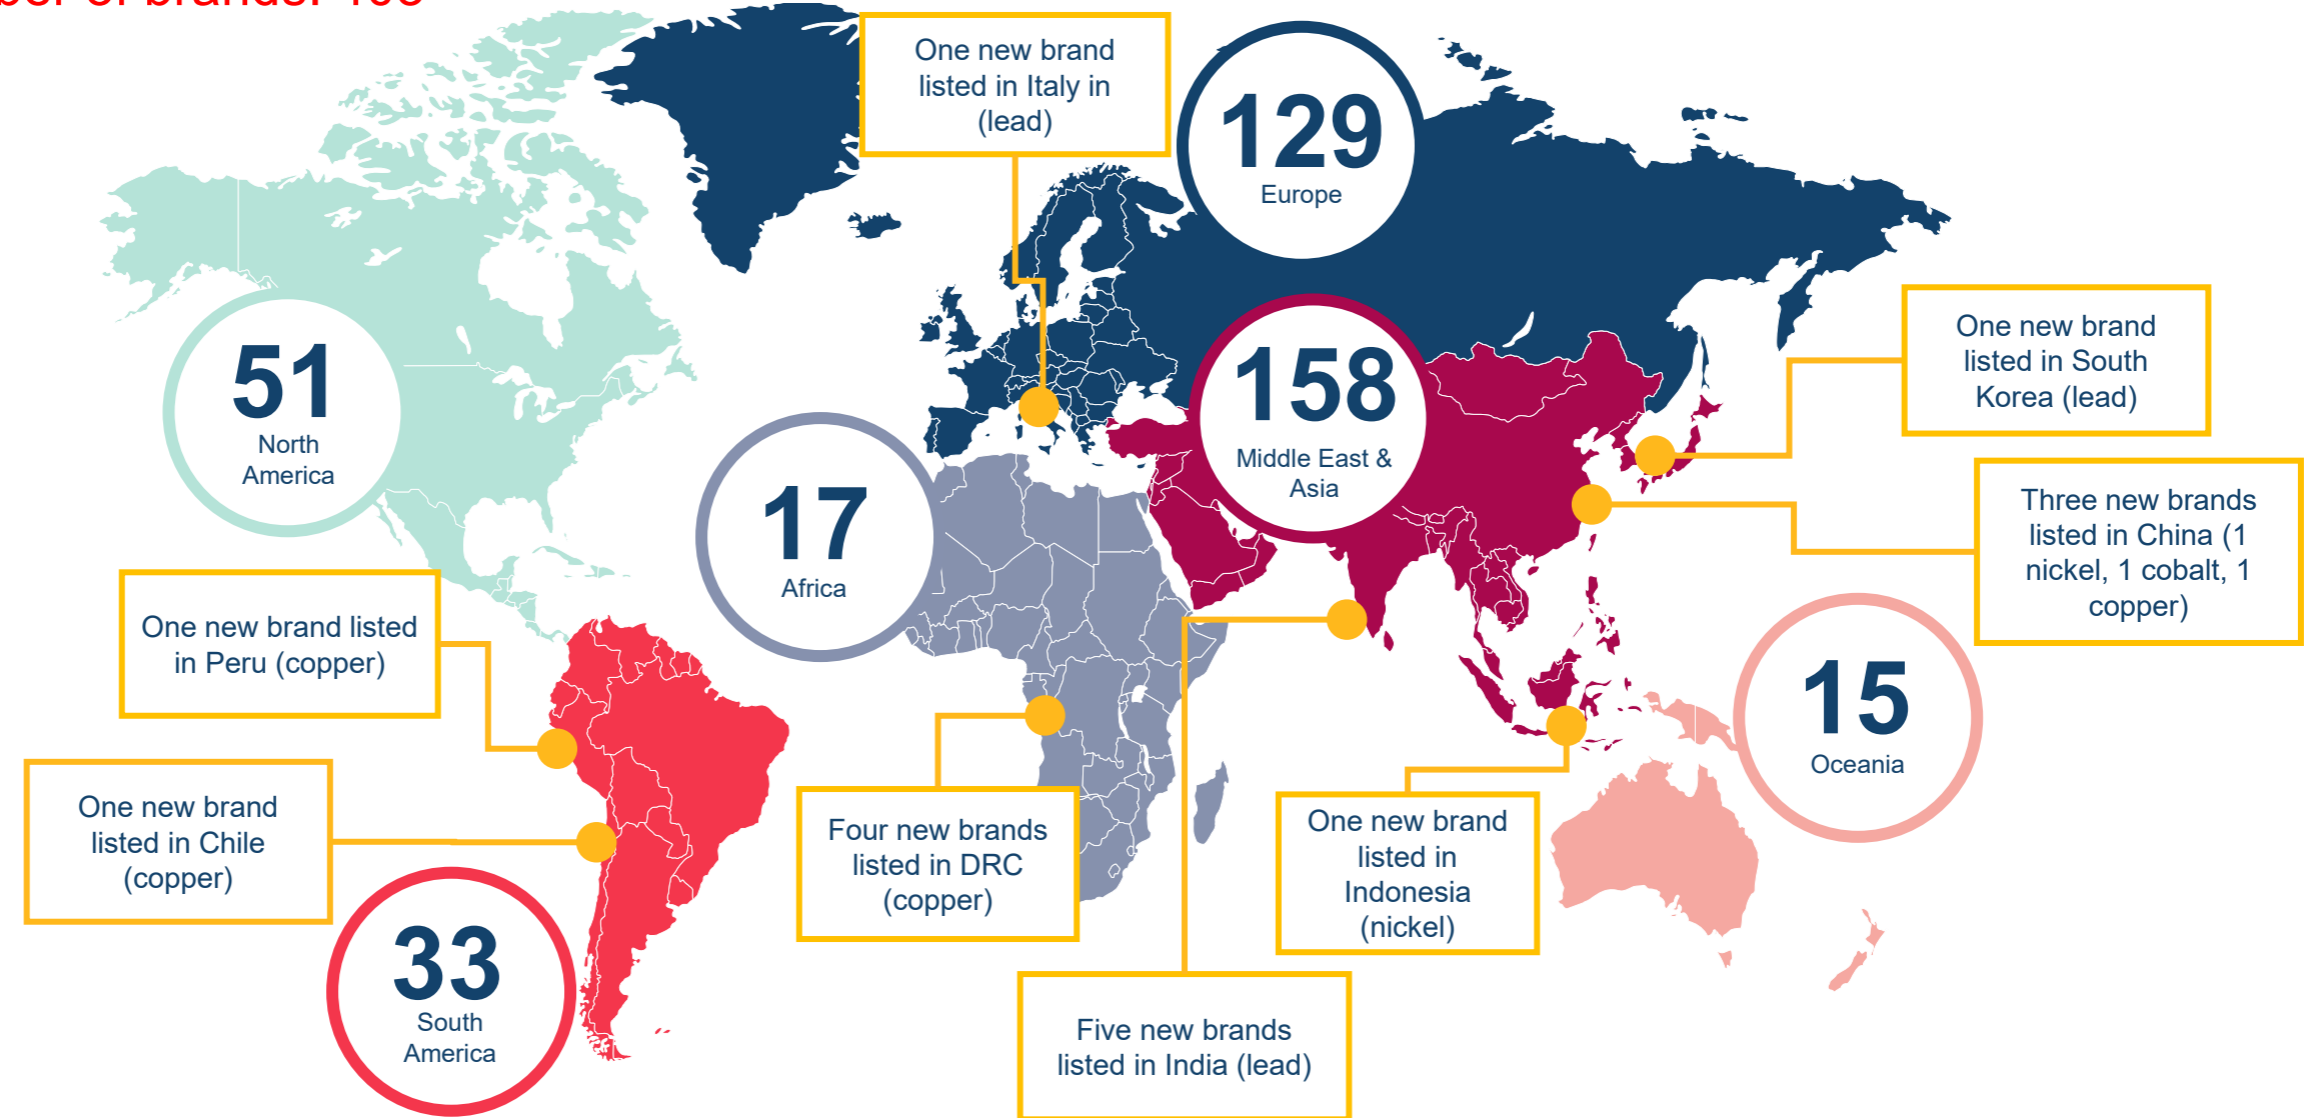 of brands:
One new brand
listed in Italy in
(lead)
129
Europe
51
North
America
158
Middle East &
Asia
One new brand
listed in South
Korea (lead)
17
Africa
Three new brands
listed in China (1
nickel, 1 cobalt, 1
copper)
One new brand listed
in Peru (copper)
15
Oceania
One new brand
listed in Chile
(copper)
Four new brands
listed in DRC
(copper)
One new brand
listed in
Indonesia
(nickel)
33
South
America
Five new brands
listed in India (lead)